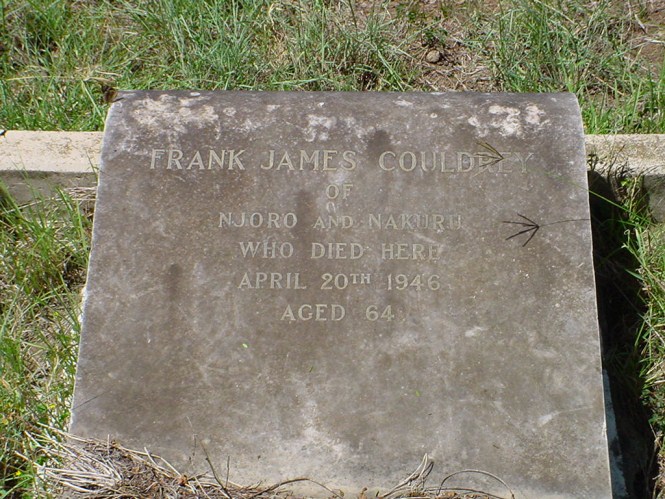 FRANK JAMES COULDREY
OF
NJORO AND NAKURU
WHO DIED HERE
APRIL 20TH 1946
AGED 64